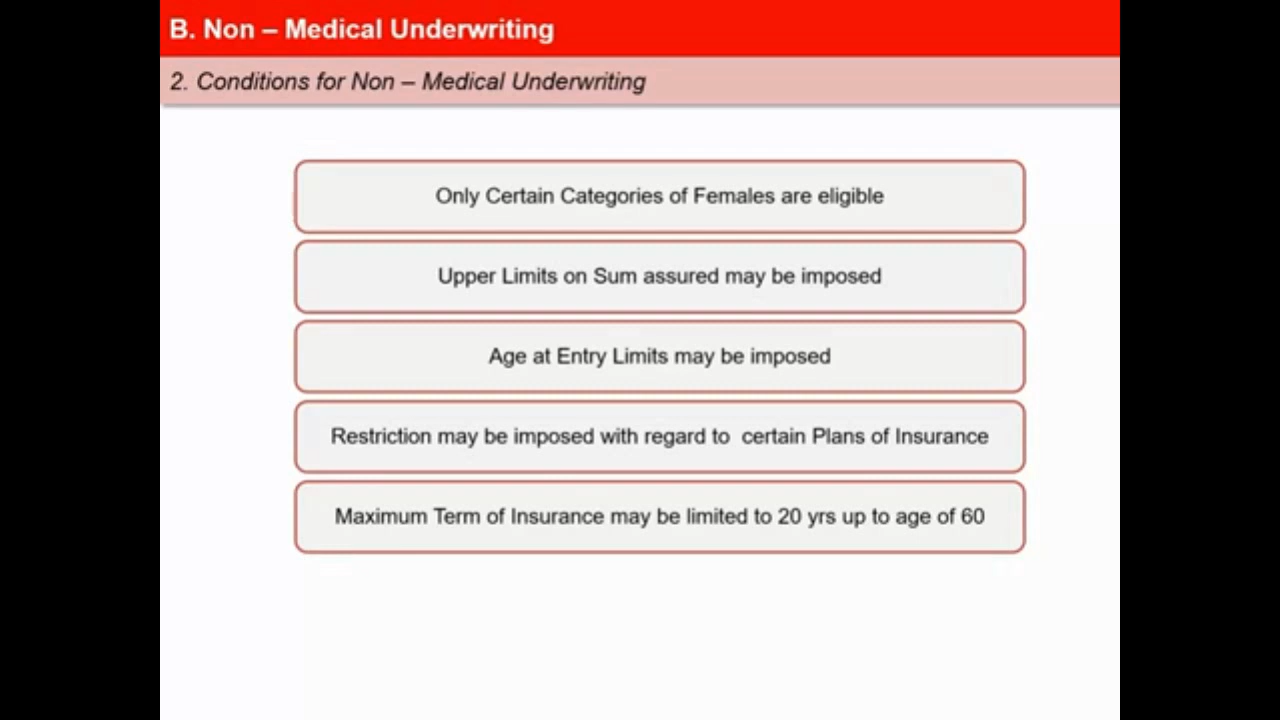 B. Non – Medical Underwriting
2. Conditions for Non – Medical Underwriting
Only Certain Categories of Females are eligible
Upper Limits on Sum assured may be imposed
Age at Entry Limits may be imposed
Restriction may be imposed with regard to  certain Plans of Insurance
Maximum Term of Insurance may be limited to 20 yrs up to age of 60